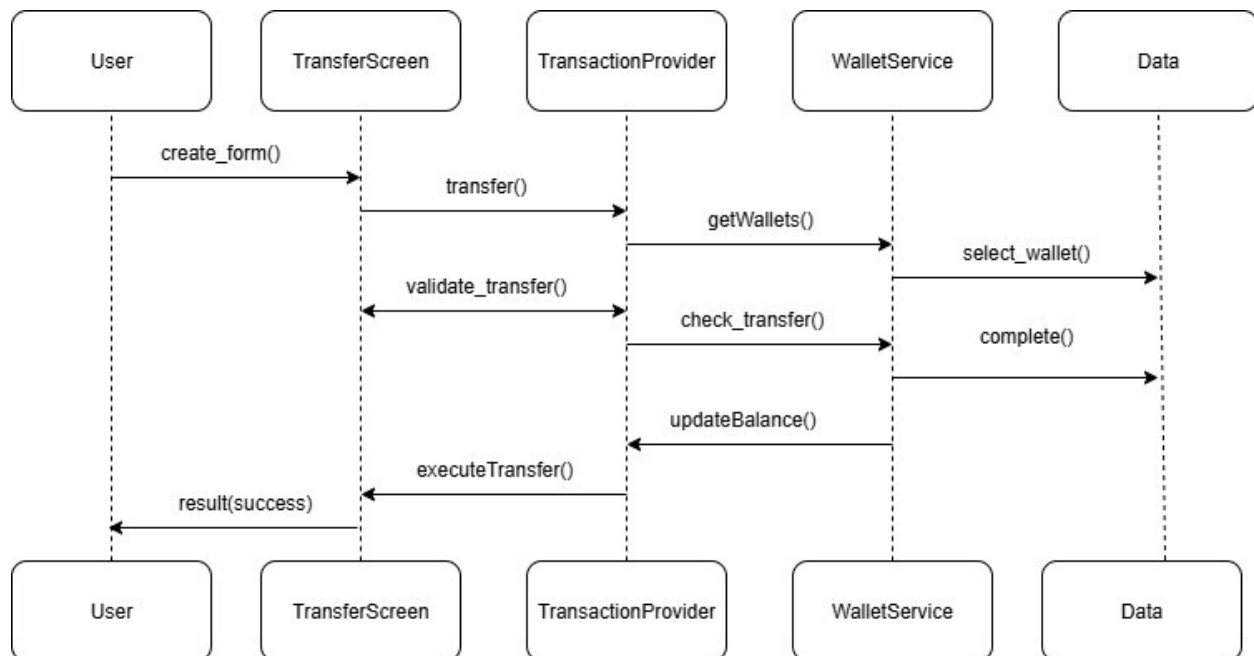 User
TransferScreen
TransactionProvider
WalletService
Data
create_form()
transfer()
getWallets()
select_wallet()
validate_transfer()
check_transfer()
complete()
updateBalance()
executeTransfer()
result(success)
User
TransferScreen
TransactionProvider
WalletService
Data